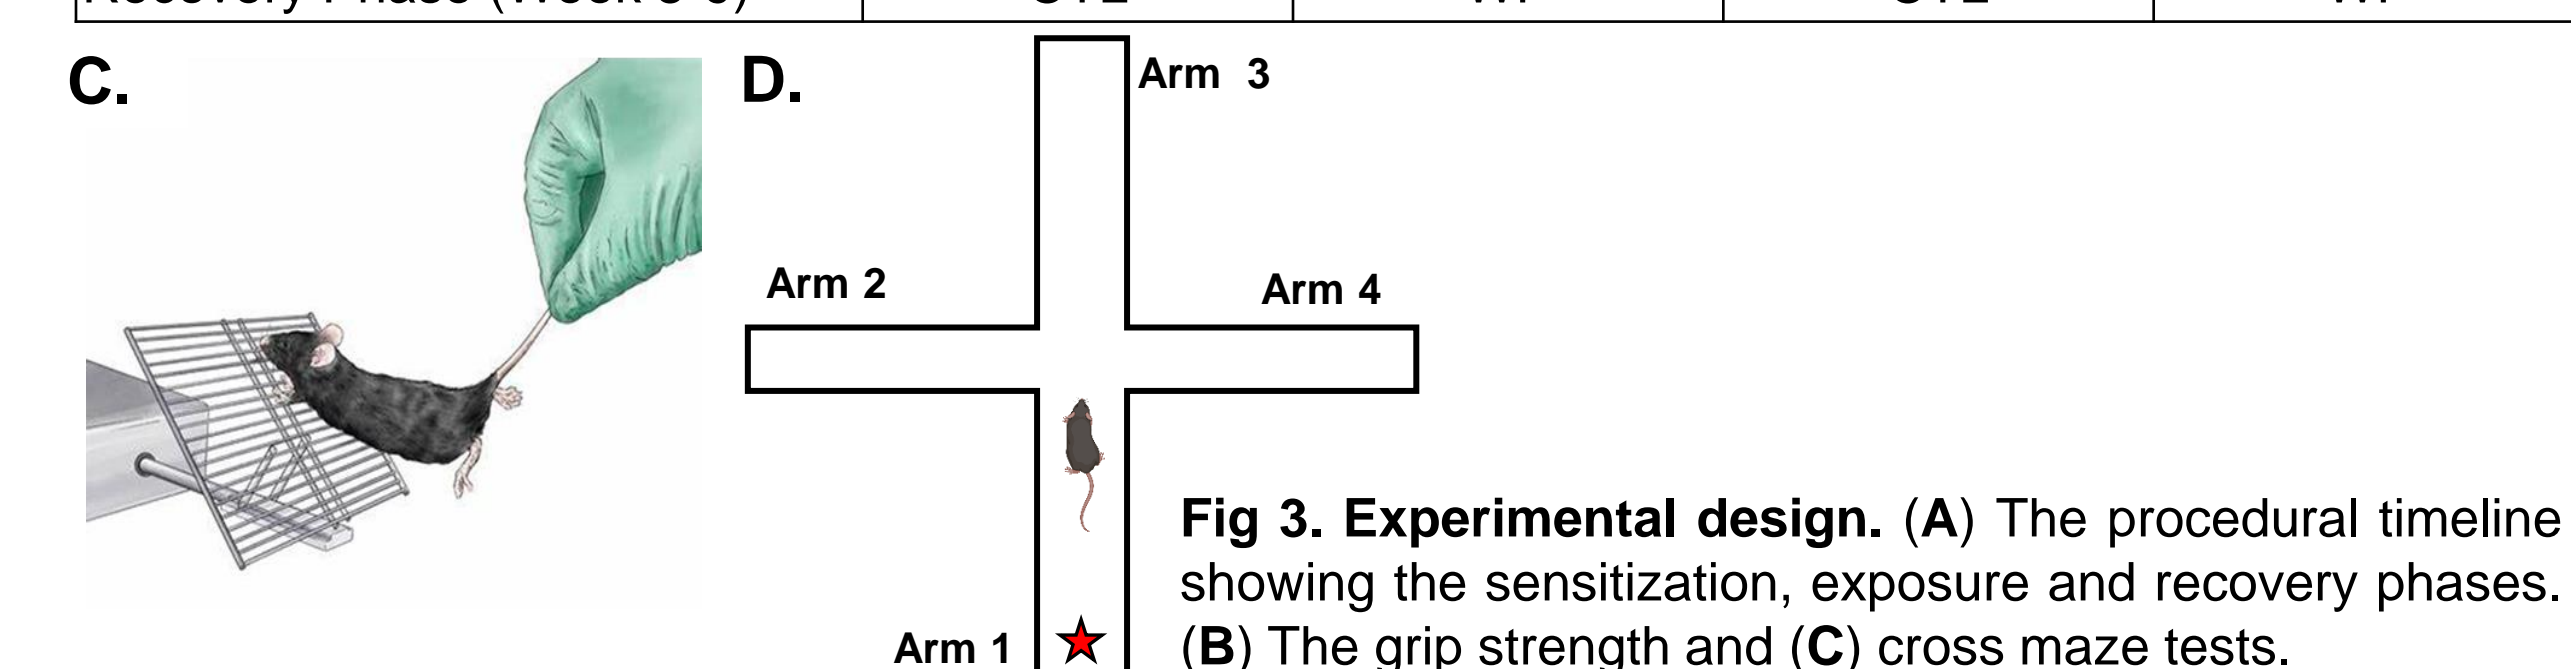 C.
D.
Arm 3
Arm 2
Arm 4
Arm 1
Fig 3. Experimental design. (A) The procedural timeline
showing the sensitization, exposure and recovery phases.
(B) The grip strength and (C) cross maze tests.